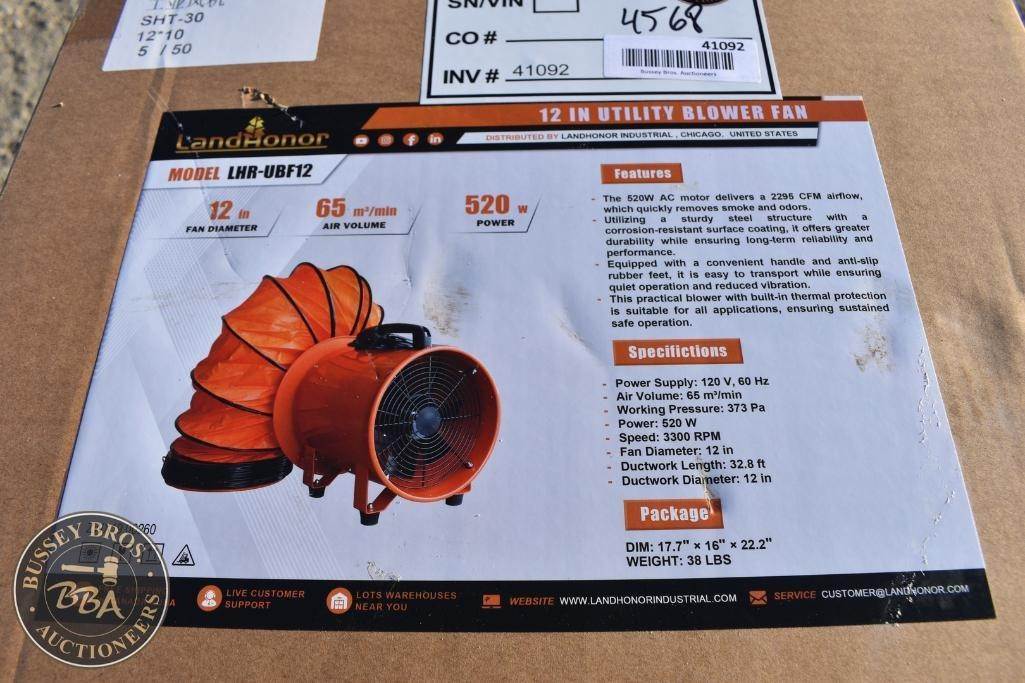 SHT-30
12*10
5 / 50
SN/VIN
4568
CO #
INV # 41092
41092
Bussey Bros. Auctioneers
LandHonor
12 IN UTILITY BLOWER FAN
DISTRIBUTED BY LANDHONOR INDUSTRIAL , CHICAGO, UNITED STATES
MODEL LHR-UBF12
12 in
FAN DIAMETER
65 m³/min
AIR VOLUME
520 W
POWER
Features
- The 520W AC motor delivers a 2295 CFM airflow,
which quickly removes smoke and odors.
- Utilizing a sturdy steel structure with a
corrosion-resistant surface coating, it offers greater
durability while ensuring long-term reliability and
performance.
- Equipped with a convenient handle and anti-slip
rubber feet, it is easy to transport while ensuring
quiet operation and reduced vibration.
- This practical blower with built-in thermal protection
is suitable for all applications, ensuring sustained
safe operation.
Specifictions
- Power Supply: 120 V, 60 Hz
- Air Volume: 65 m³/min
- Working Pressure: 373 Pa
- Power: 520 W
- Speed: 3300 RPM
- Fan Diameter: 12 in
- Ductwork Length: 32.8 ft
- Ductwork Diameter: 12 in
Package
DIM: 17.7" × 16" × 22.2"
WEIGHT: 38 LBS
BUSSEY BROS.
BBA
AUCTIONEERS
LIVE CUSTOMER
SUPPORT
LOTS WAREHOUSES
NEAR YOU
WEBSITE WWW.LANDHONORINDUSTRIAL.COM
SERVICE CUSTOMER@LANDHONOR.COM